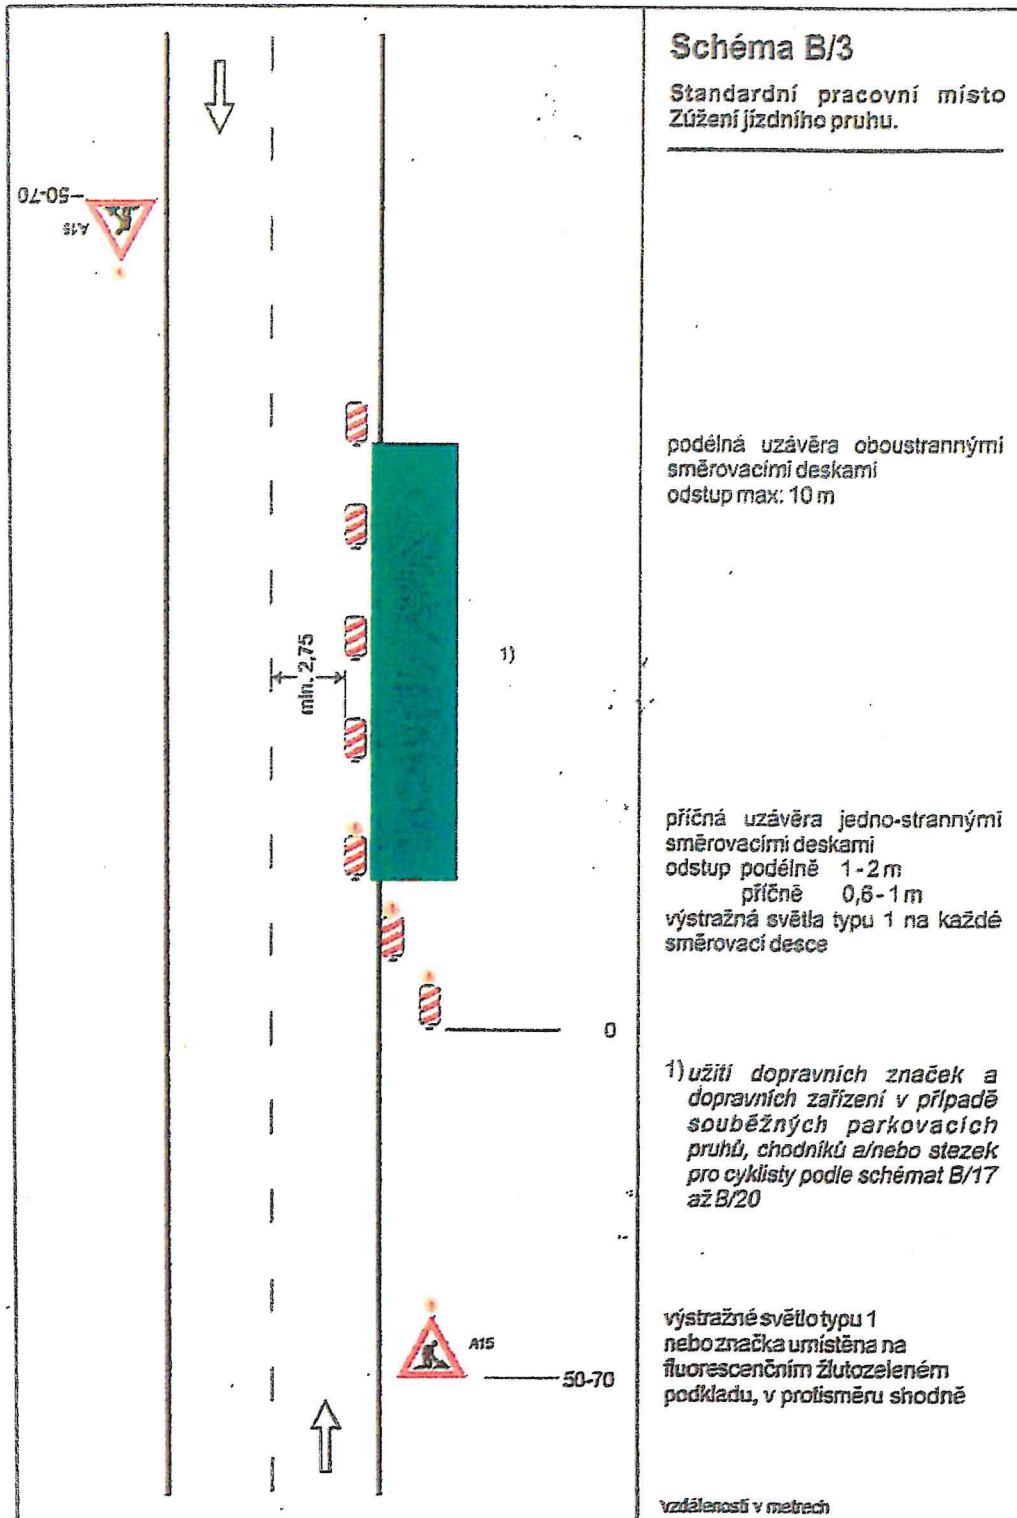 Schéma B/3
Standardní pracovní místo
Zúžení jízdního pruhu.
50-70
A15
podélná uzávěra oboustrannými
směrovacími deskami
odstup max: 10 m
min. 2,75
1)
příčná uzávěra jedno-strannými
směrovacími deskami
odstup podélně 1-2 m
příčně 0,6-1 m
výstražná světla typu 1 na každé
směrovací desce
0
1) užití dopravních značek a
dopravních zařízení v případě
souběžných parkovacích
pruhů, chodníků a/nebo stezek
pro cyklisty podle schémat B/17
až B/20
A15
50-70
výstražné světlo typu 1
nebo značka umístěna na
fluorescenčním žlutozeleném
podkladu, v protisměru shodně
vzdálenosti v metrech